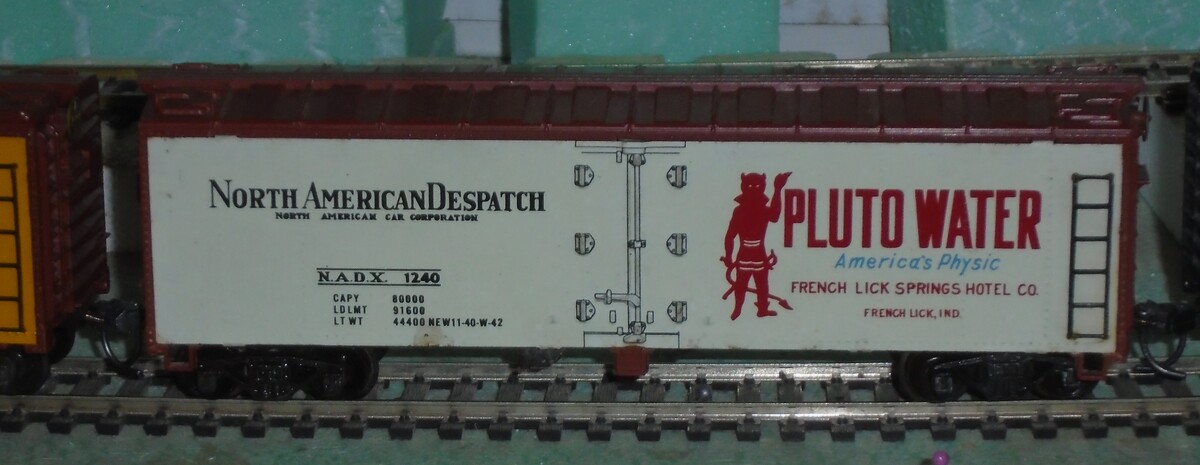 NORTH AMERICAN DESPATCH
NORTH AMERICAN CAR CORPORATION
N.A.D.X. 1240
CAPY 80000
LD LMT 91600
LT WT 44400 NEW 11-40-W-42
PLUTO WATER
America's Physic
FRENCH LICK SPRINGS HOTEL CO.
FRENCH LICK, IND.